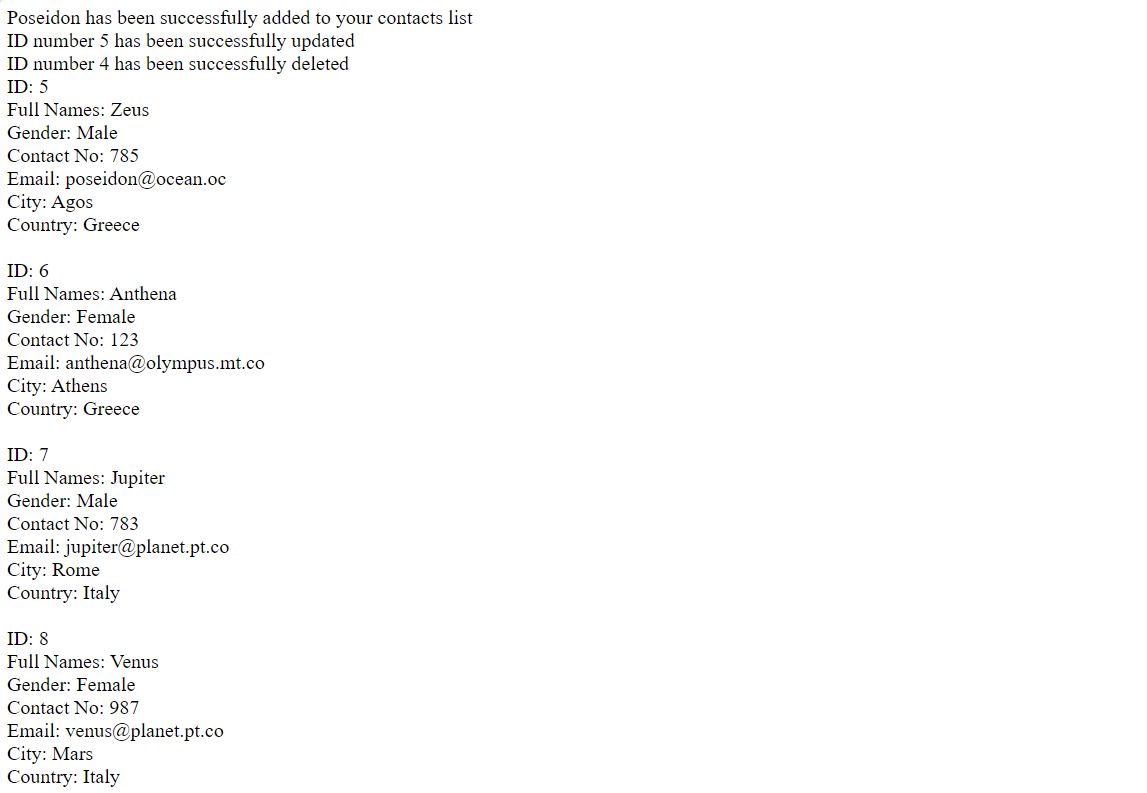 Poseidon has been successfully added to your contacts list
ID number 5 has been successfully updated
ID number 4 has been successfully deleted
ID: 5
Full Names: Zeus
Gender: Male
Contact No: 785
Email: poseidon@ocean.oc
City: Agos
Country: Greece
ID: 6
Full Names: Anthena
Gender: Female
Contact No: 123
Email: anthena@olympus.mt.co
City: Athens
Country: Greece
ID: 7
Full Names: Jupiter
Gender: Male
Contact No: 783
Email: jupiter@planet.pt.co
City: Rome
Country: Italy
ID: 8
Full Names: Venus
Gender: Female
Contact No: 987
Email: venus@planet.pt.co
City: Mars
Country: Italy